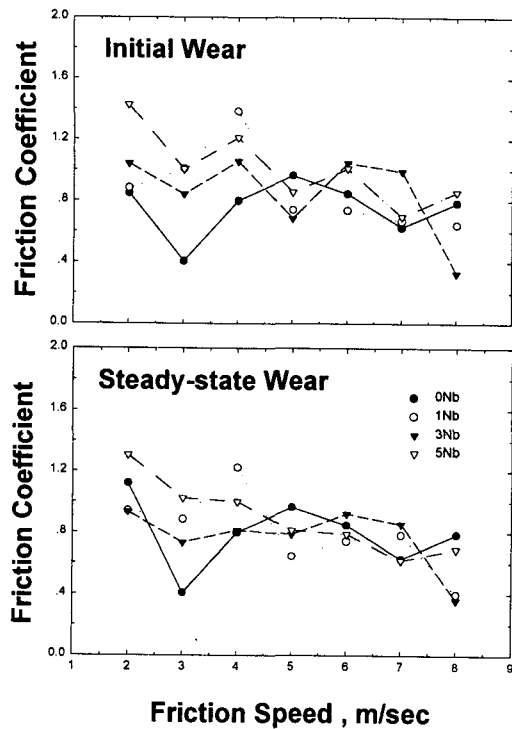 2.0
Initial Wear
1.6
1.2
.8
.4
0.0
Friction Coefficient
2.0
Steady-state Wear
1.6
1.2
.8
.4
0.0
Friction Coefficient
0Nb
1Nb
3Nb
5Nb
1 2 3 4 5 6 7 8 9
Friction Speed , m/sec